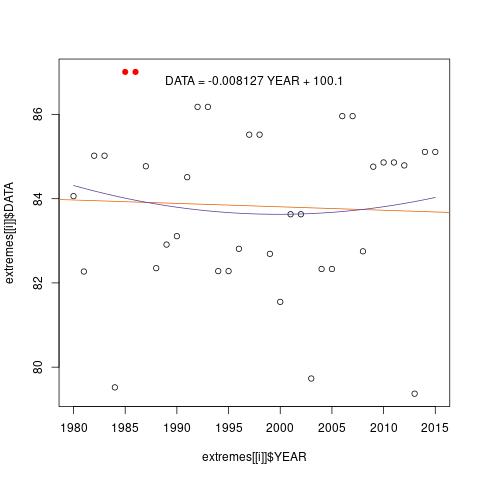 DATA = -0.008127 YEAR + 100.1
extremes[[i]]$DATA
86
84
82
80
1980 1985 1990 1995 2000 2005 2010 2015
extremes[[i]]$YEAR